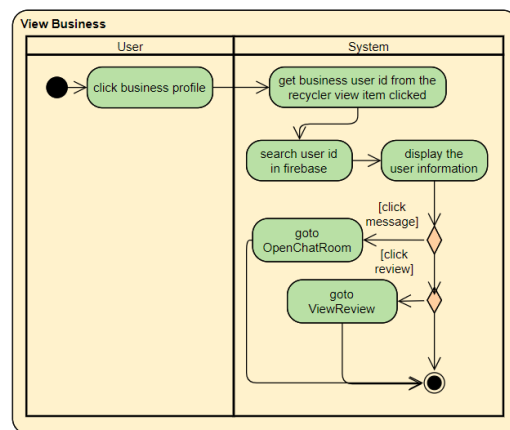 View Business
User
System
click business profile
get business user id from the
recycler view item clicked
search user id
in firebase
display the
user information
[click
message]
goto
OpenChatRoom
[click
review]
goto
ViewReview